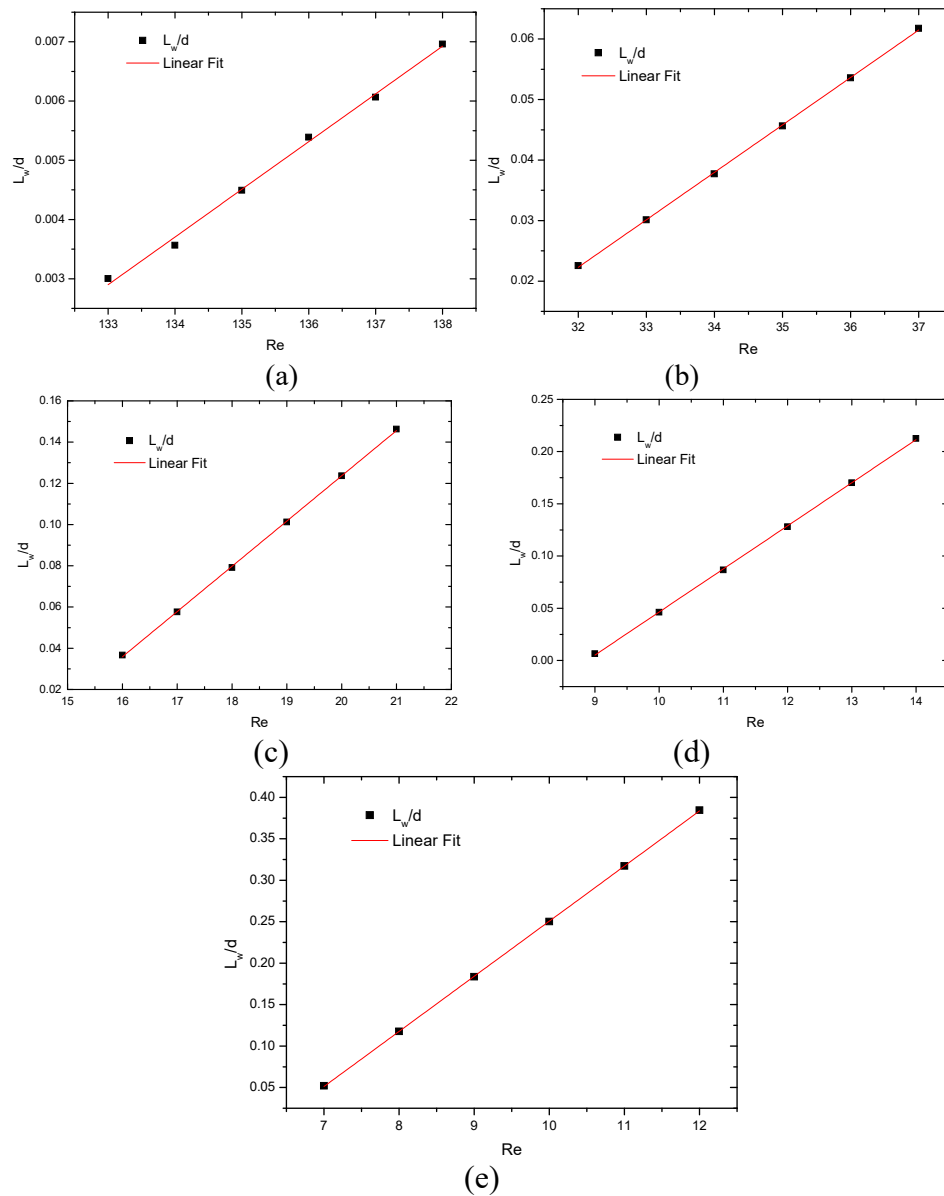 L_w/d
Linear Fit
0.007
0.006
0.005
0.004
0.003
L_w/d
133 134 135 136 137 138
Re
(a)
L_w/d
Linear Fit
0.06
0.05
0.04
0.03
0.02
L_w/d
32 33 34 35 36 37
Re
(b)
L_w/d
Linear Fit
0.16
0.14
0.12
0.10
0.08
0.06
0.04
0.02
L_w/d
15 16 17 18 19 20 21 22
Re
(c)
L_w/d
Linear Fit
0.25
0.20
0.15
0.10
0.05
0.00
L_w/d
9 10 11 12 13 14
Re
(d)
L_w/d
Linear Fit
0.40
0.35
0.30
0.25
0.20
0.15
0.10
0.05
L_w/d
7 8 9 10 11 12
Re
(e)